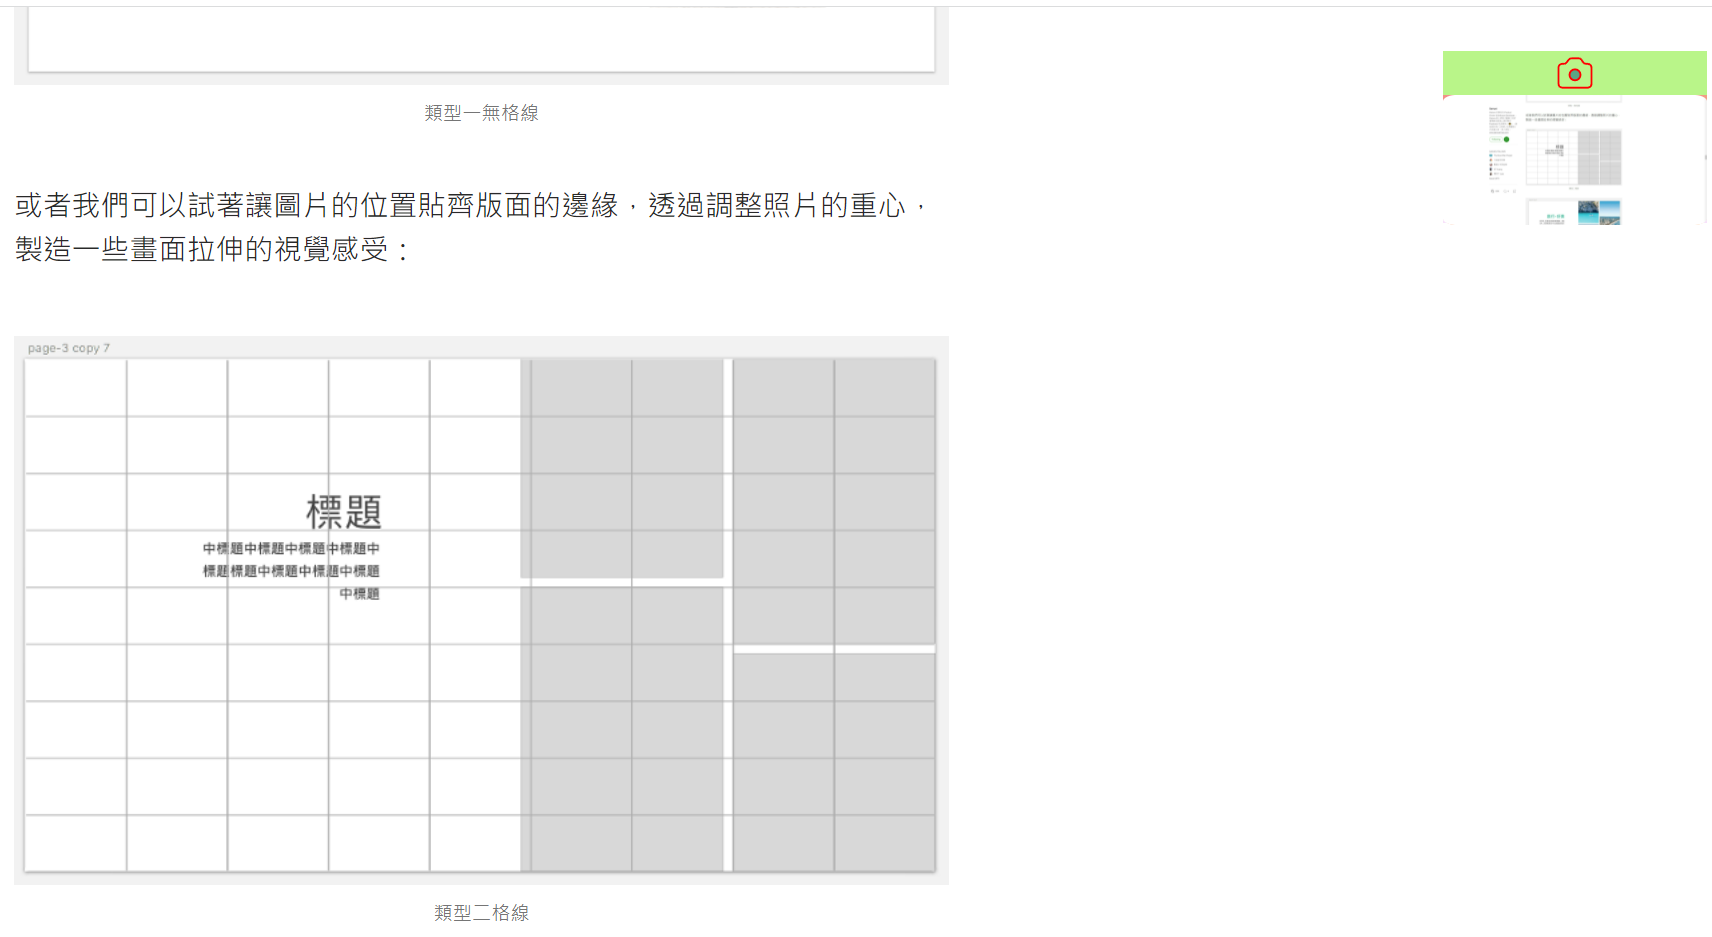 類型一無格線
或者我們可以試著讓圖片的位置貼齊版面的邊緣，透過調整照片的重心，
製造一些畫面拉伸的視覺感受：
page-3 copy 7
標題
中標題中標題中標題中標題中
標題標題中標題中標題中標題
中標題
類型二格線